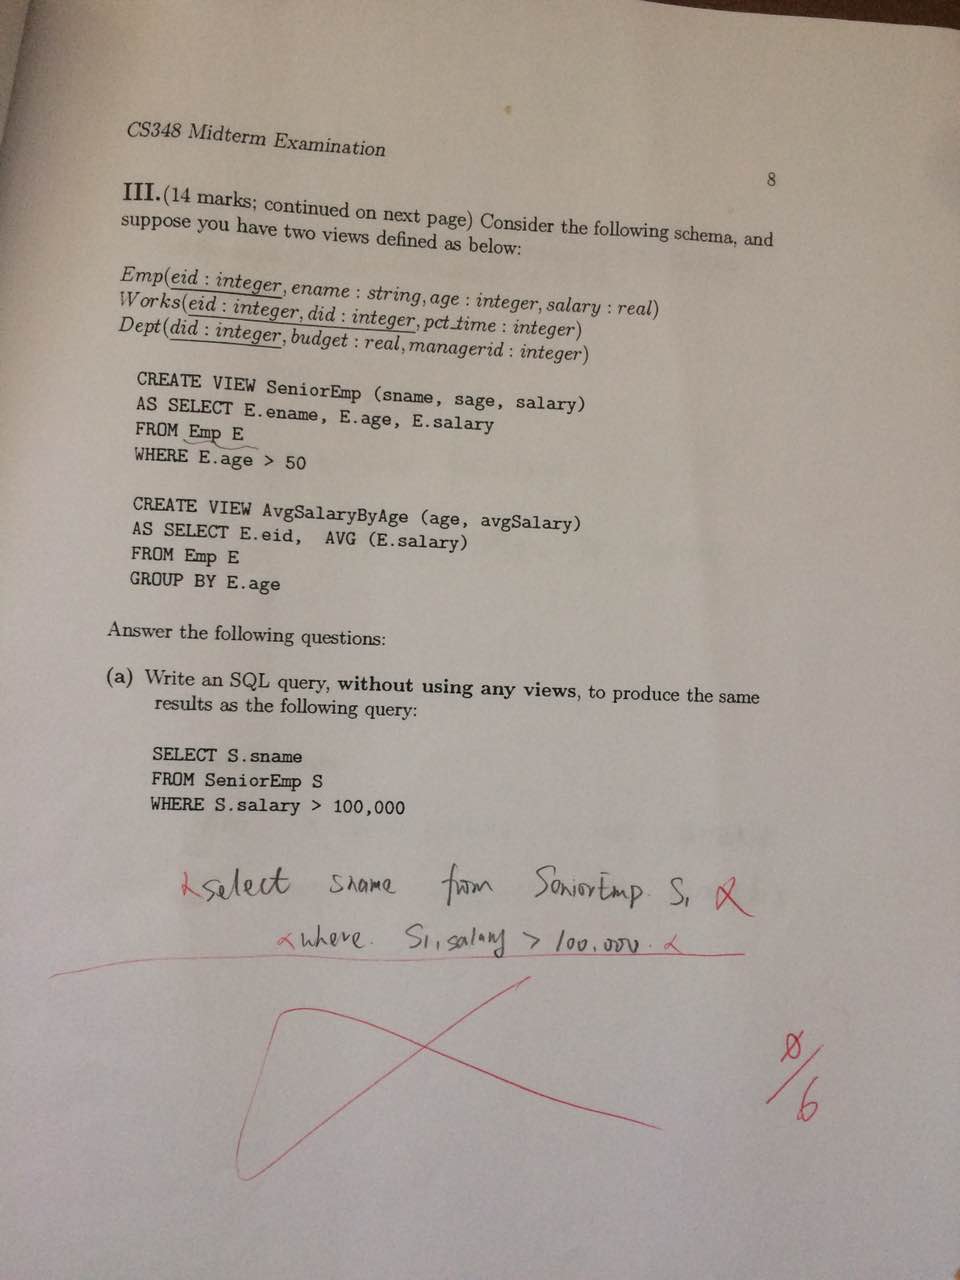 CS348 Midterm Examination
8
III.(14 marks; continued on next page) Consider the following schema, and
suppose you have two views defined as below:
Emp(eid : integer, ename : string, age : integer, salary : real)
Works(eid : integer, did : integer, pct_time : integer)
Dept(did : integer, budget : real, managerid : integer)
CREATE VIEW SeniorEmp (sname, sage, salary)
AS SELECT E.ename, E.age, E.salary
FROM Emp E
WHERE E.age > 50
CREATE VIEW AvgSalaryByAge (age, avgSalary)
AS SELECT E.eid, AVG (E.salary)
FROM Emp E
GROUP BY E.age
Answer the following questions:
(a) Write an SQL query, without using any views, to produce the same
results as the following query:
SELECT S.sname
FROM SeniorEmp S
WHERE S.salary > 100,000
select sname from SeniorEmp S1
where S1.salary > 100,000.
0/6